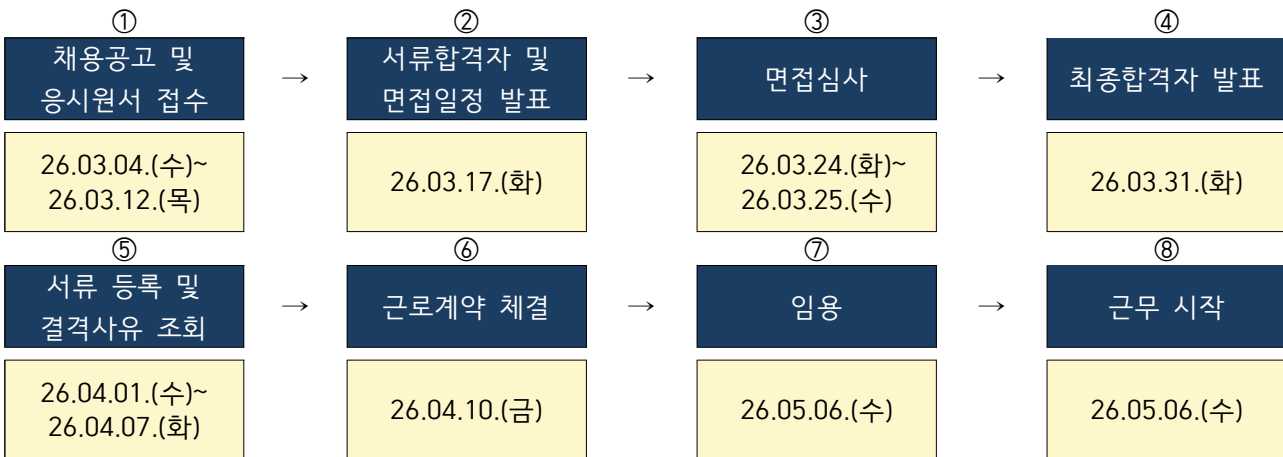 ①
채용공고 및
응시원서 접수
26.03.04.(수)~
26.03.12.(목)
→
②
서류합격자 및
면접일정 발표
26.03.17.(화)
→
③
면접심사
26.03.24.(화)~
26.03.25.(수)
→
④
최종합격자 발표
26.03.31.(화)
⑤
서류 등록 및
결격사유 조회
26.04.01.(수)~
26.04.07.(화)
→
⑥
근로계약 체결
26.04.10.(금)
→
⑦
임용
26.05.06.(수)
→
⑧
근무 시작
26.05.06.(수)